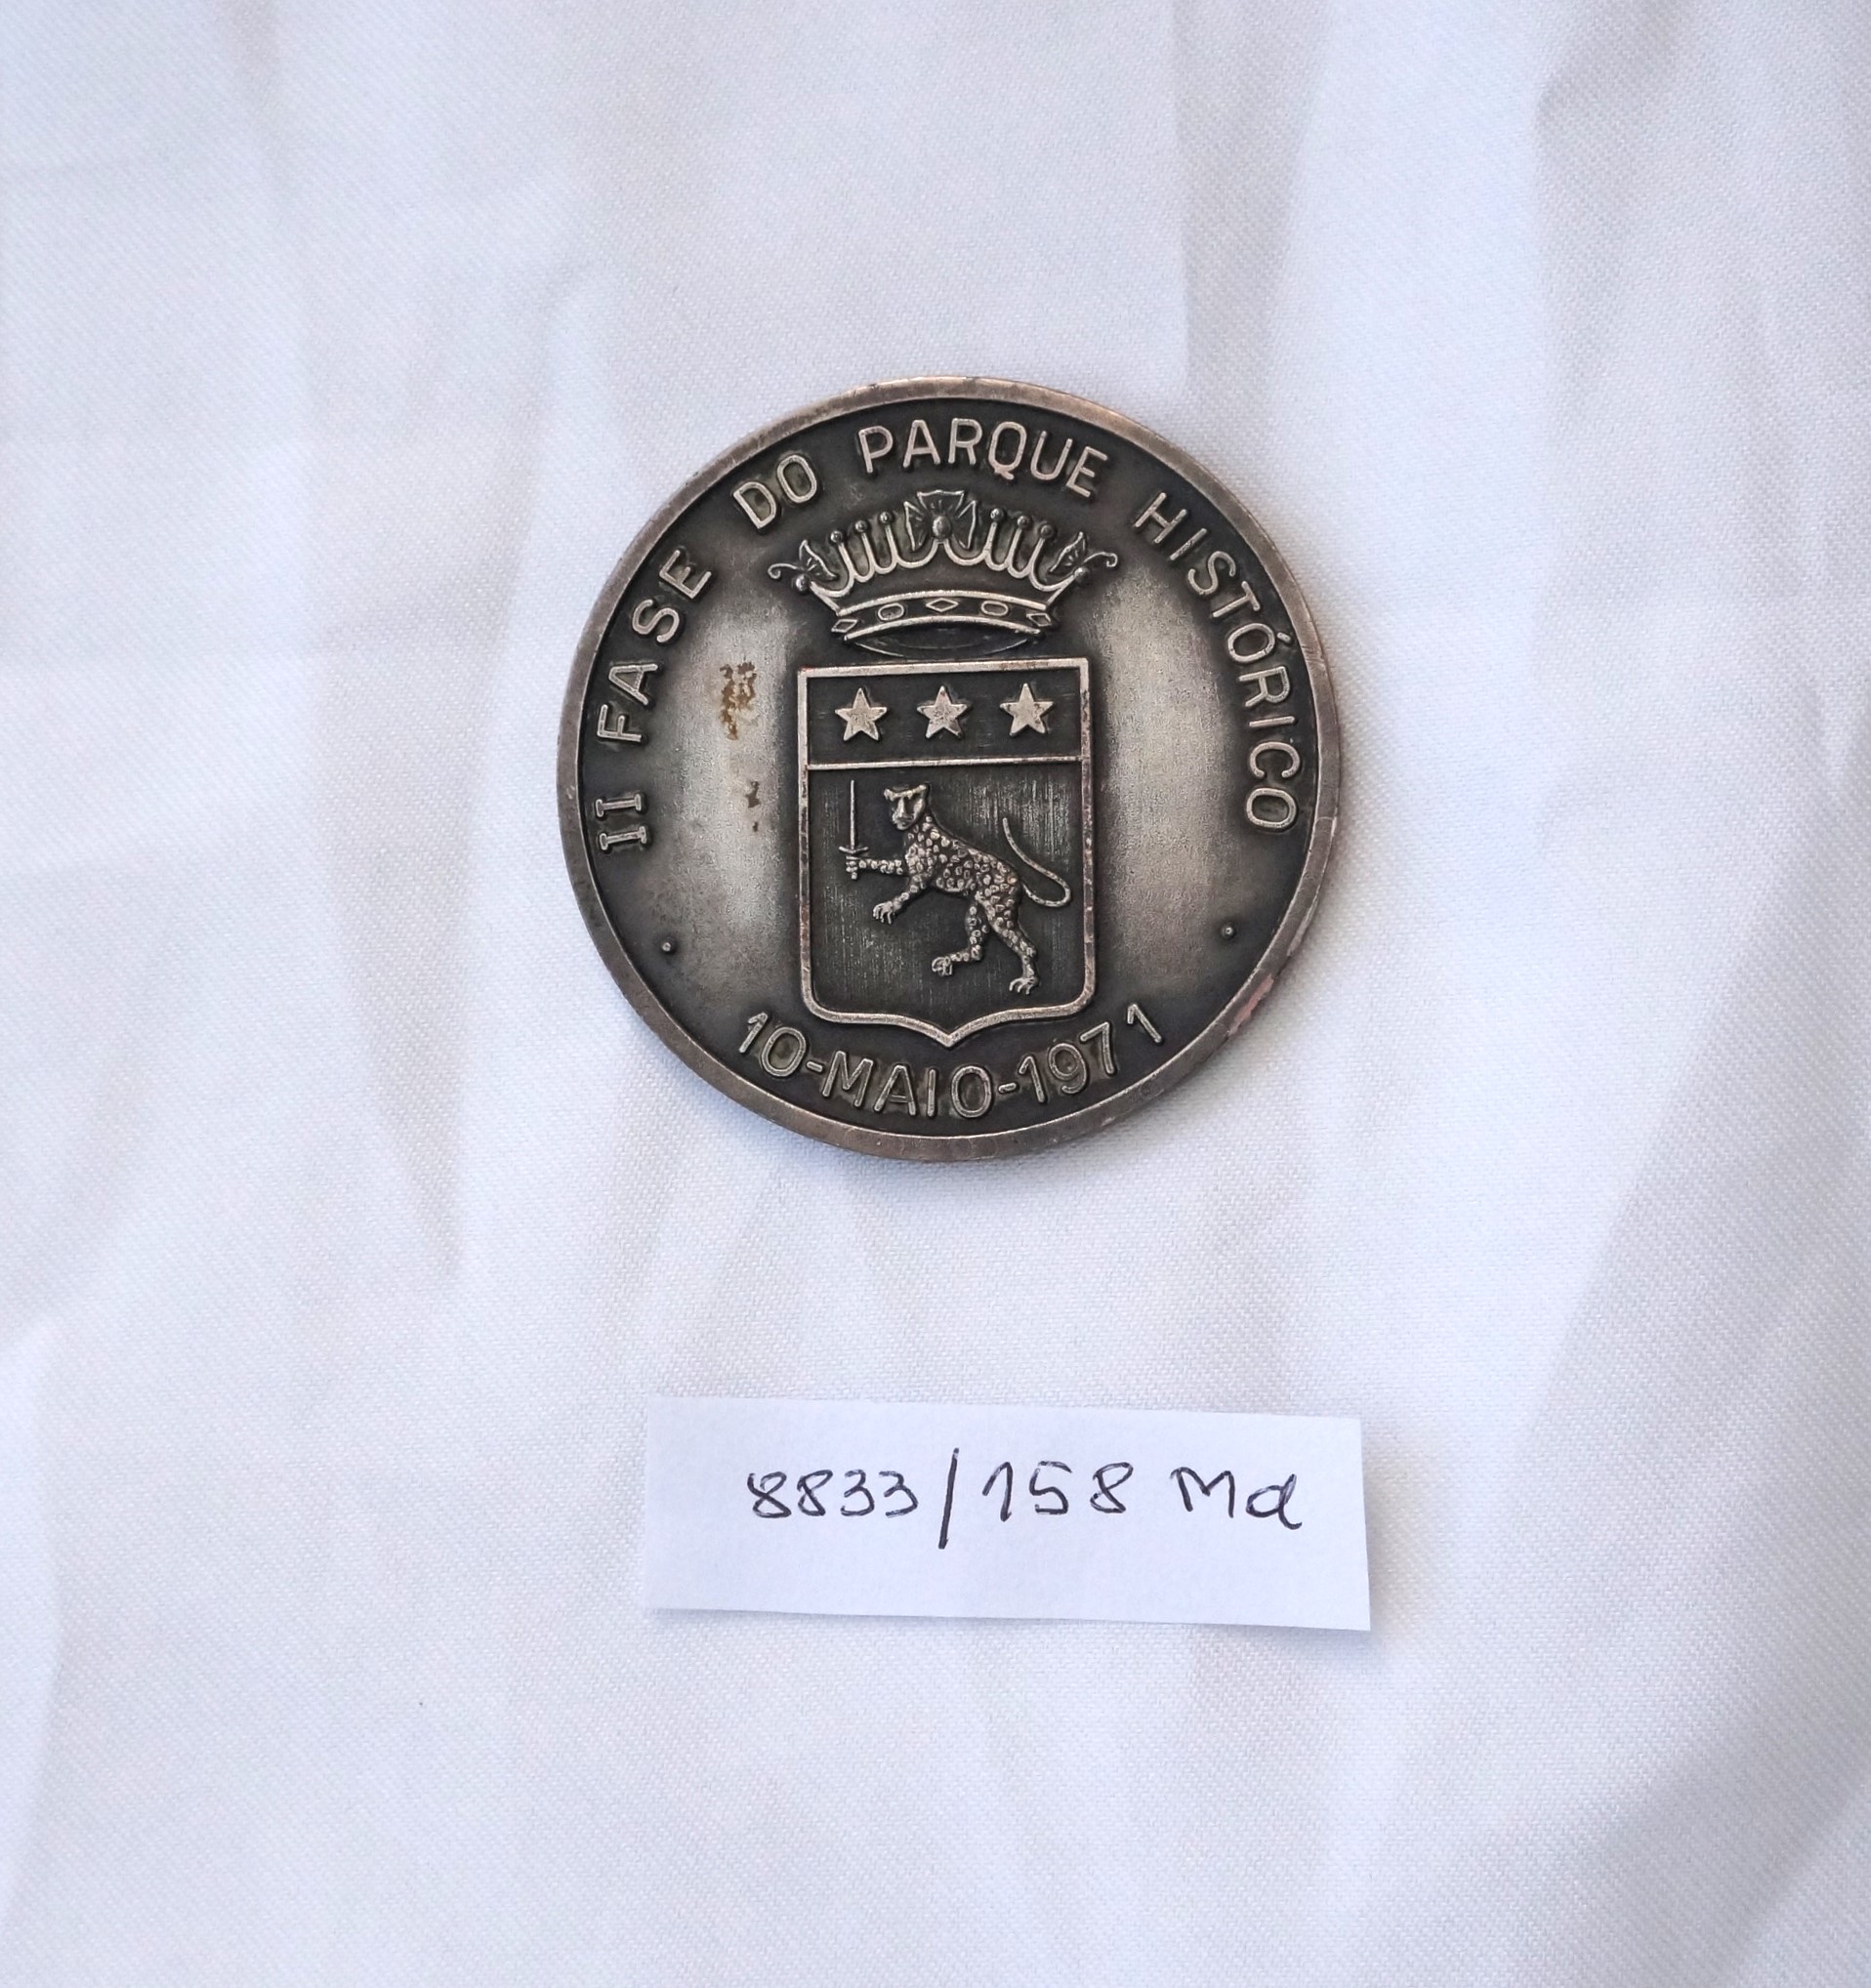 II FASE DO PARQUE HISTÓRICO
10-MAIO-1971
8833/158 Md